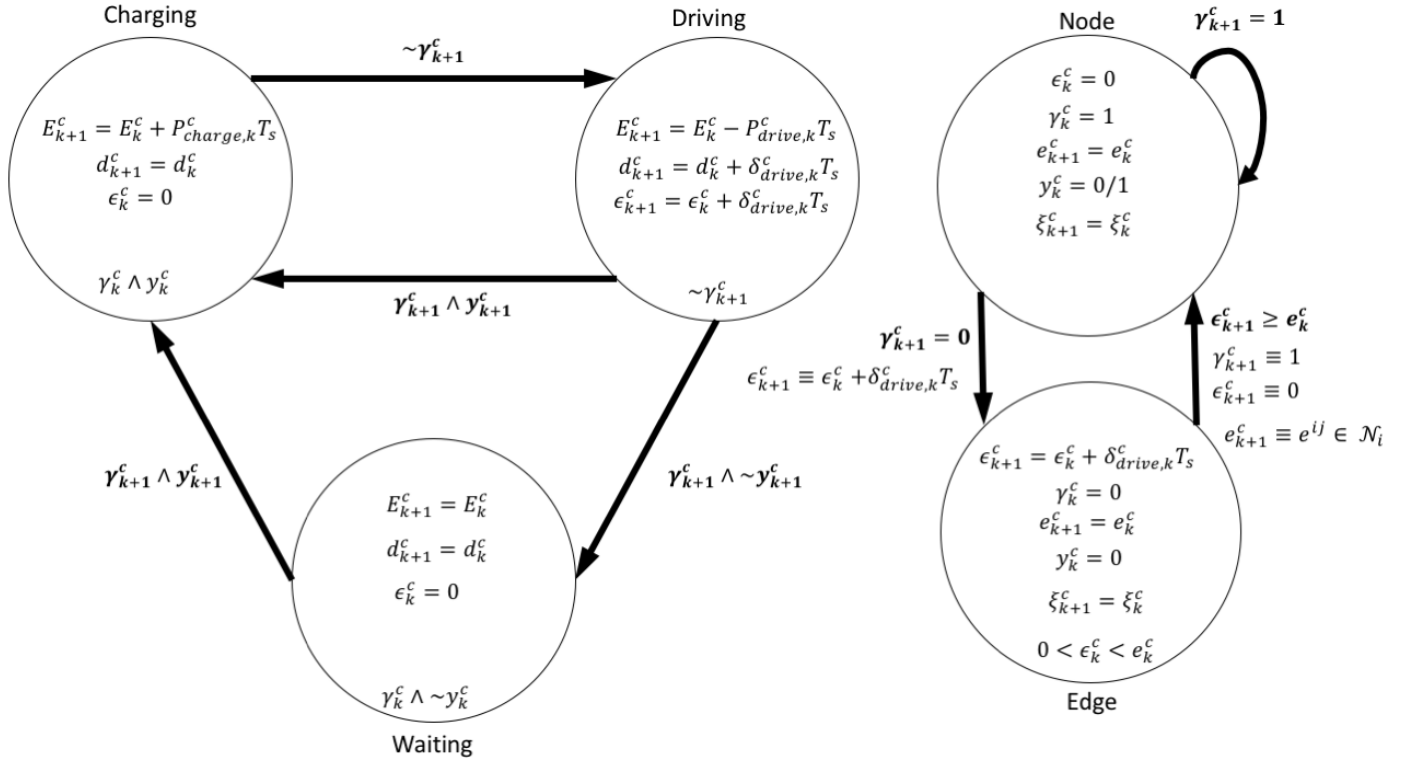 Charging
E^c_{k+1} = E^c_k + P^c_{charge,k}T_s
d^c_{k+1} = d^c_k
ϵ^c_k = 0
γ^c_k ∧ y^c_k
~γ^c_{k+1}
Driving
E^c_{k+1} = E^c_k − P^c_{drive,k}T_s
d^c_{k+1} = d^c_k + δ^c_{drive,k}T_s
ϵ^c_{k+1} = ϵ^c_k + δ^c_{drive,k}T_s
~γ^c_{k+1}
γ^c_{k+1} ∧ y^c_{k+1}
γ^c_{k+1} ∧ y^c_{k+1}
γ^c_{k+1} ∧ ~y^c_{k+1}
E^c_{k+1} = E^c_k
d^c_{k+1} = d^c_k
ϵ^c_k = 0
γ^c_k ∧ ~y^c_k
Waiting
Node
γ^c_{k+1} = 1
ϵ^c_k = 0
γ^c_k = 1
e^c_{k+1} = e^c_k
y^c_k = 0/1
ξ^c_{k+1} = ξ^c_k
γ^c_{k+1} = 0
ϵ^c_{k+1} ≡ ϵ^c_k +δ^c_{drive,k}T_s
ϵ^c_{k+1} ≥ e^c_k
γ^c_{k+1} ≡ 1
ϵ^c_{k+1} ≡ 0
e^c_{k+1} ≡ e^{ij} ∈ 𝒩_i
ϵ^c_{k+1} = ϵ^c_k + δ^c_{drive,k}T_s
γ^c_k = 0
e^c_{k+1} = e^c_k
y^c_k = 0
ξ^c_{k+1} = ξ^c_k
0 < ϵ^c_k < e^c_k
Edge